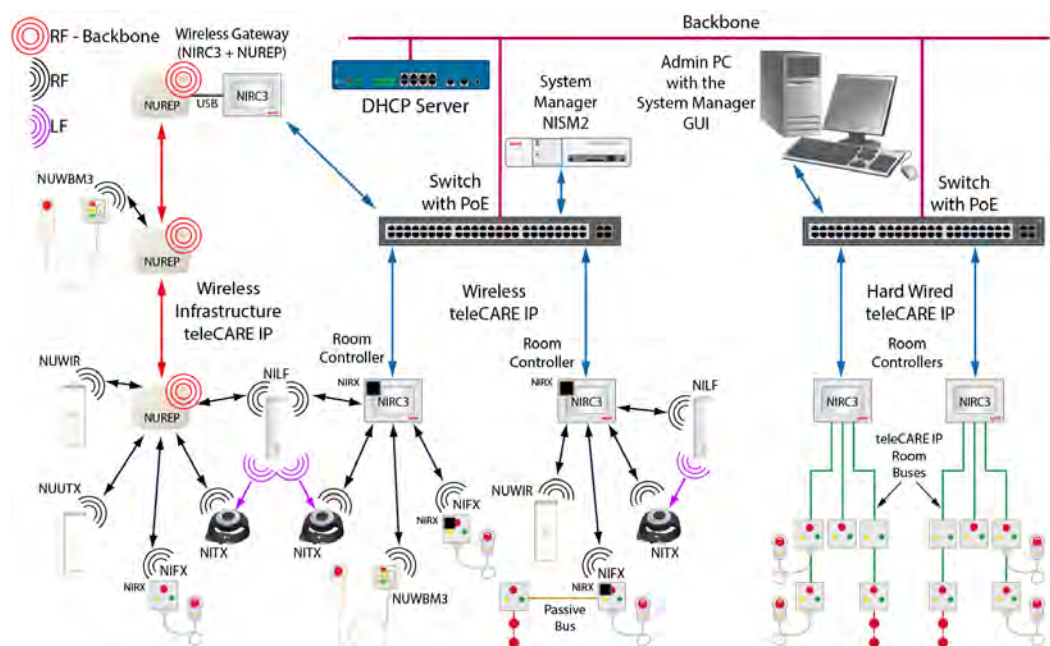 Backbone
RF - Backbone
RF
LF
Wireless Gateway
(NIRC3 + NUREP)
NUREP
USB
NIRC3
DHCP Server
System
Manager
NISM2
Admin PC
with the
System Manager
GUI
Switch
with PoE
Switch
with PoE
NUWBM3
NUREP
Wireless
Infrastructure
teleCARE IP
Wireless
teleCARE IP
Hard Wired
teleCARE IP
Room
Controller
Room
Controller
Room
Controllers
NUWIR
NUREP
NILF
NIRX
NIRC3
NIRX
NIRC3
NILF
NIRC3
NIRC3
teleCARE IP
Room
Buses
NUUTX
NITX
NITX
NIFX
NIRX
NUWIR
NITX
NIFX
NIRX
NUWBM3
NIFX
NIRX
Passive
Bus